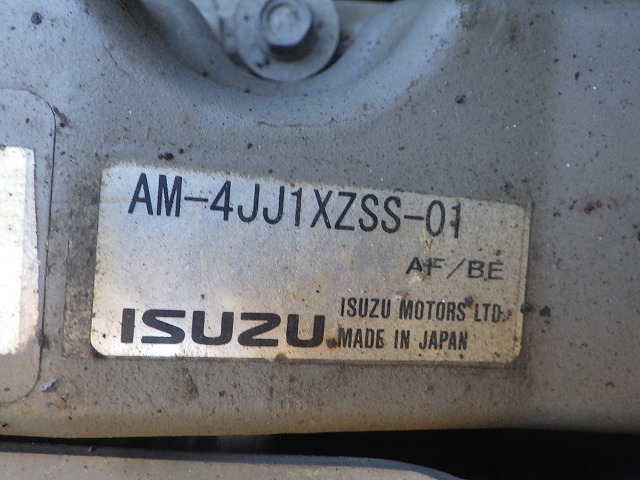 AM-4JJ1XZSS-01
AF/BE
ISUZU
ISUZU MOTORS LTD.
MADE IN JAPAN